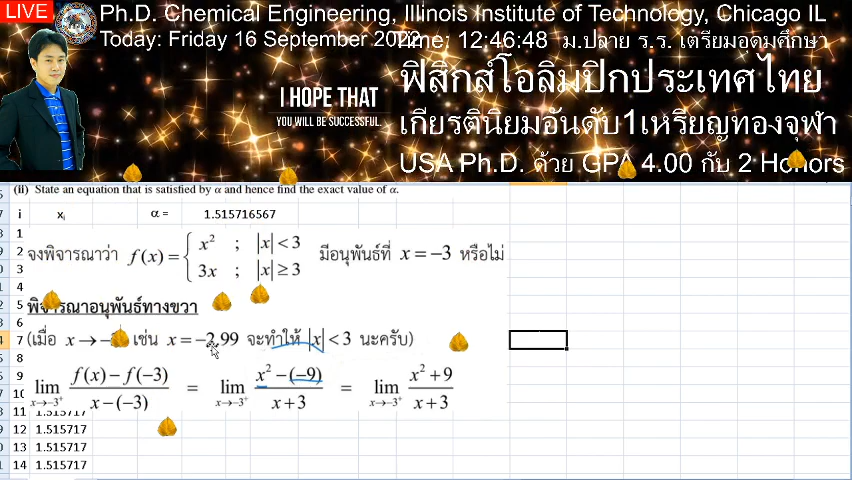 LIVE
Ph.D. Chemical Engineering, Illinois Institute of Technology, Chicago IL
Today: Friday 16 September 2022 Time: 12:46:48 ม.ปลาย ร.ร. เตรียมอุดมศึกษา
I HOPE THAT
YOU WILL BE SUCCESSFUL.
ฟิสิกส์โอลิมปิกประเทศไทย
เกียรตินิยมอันดับ1เหรียญทองจุฬา
USA Ph.D. ด้วย GPA 4.00 กับ 2 Honors
(ii) State an equation that is satisfied by α and hence find the exact value of α.
i xᵢ α = 1.515716567
จงพิจารณาว่า f(x) = { x² ; |x| < 3 มีอนุพันธ์ที่ x = −3 หรือไม่
3x ; |x| ≥ 3
พิจารณาอนุพันธ์ทางขวา
(เมื่อ x → − เช่น x = −2.99 จะทำให้ |x| < 3 นะครับ)
lim x→−3⁺ (f(x) − f(−3))/(x − (−3)) = lim x→−3⁺ (x² − (−9))/(x + 3) = lim x→−3⁺ (x² + 9)/(x + 3)
11 1.515717
12 1.515717
13 1.515717
14 1.515717